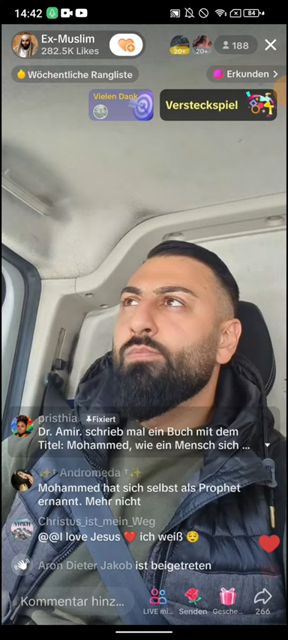 14:42
84
Ex-Muslim
282.5K Likes
20+
20+
188
Wöchentliche Rangliste
Erkunden >
Vielen Dank
Versteckspiel
pristhia Fixiert
Dr. Amir. schrieb mal ein Buch mit dem
Titel: Mohammed, wie ein Mensch sich ...
Andromeda
Mohammed hat sich selbst als Prophet
ernannt. Mehr nicht
Christus_ist_mein_Weg
@@I love Jesus ❤️ ich weiß 😌
Aron Dieter Jakob ist beigetreten
Kommentar hinz...
LIVE mi...
Senden
Gesche...
266